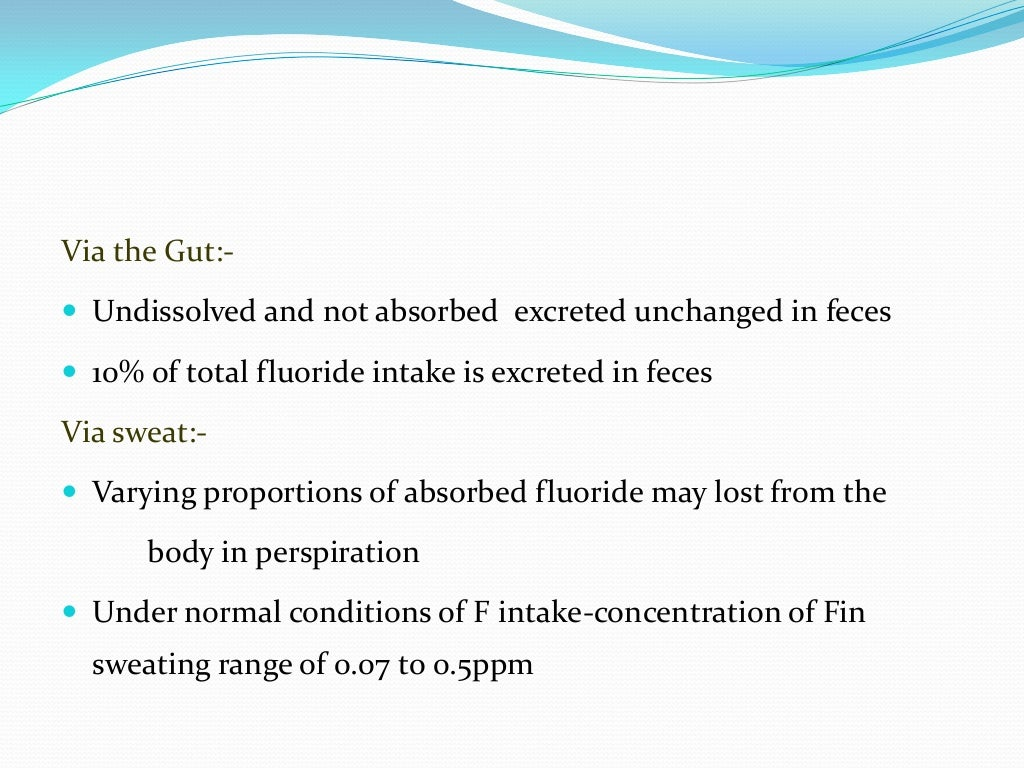 Via the Gut:-
• Undissolved and not absorbed  excreted unchanged in feces
• 10% of total fluoride intake is excreted in feces
Via sweat:-
• Varying proportions of absorbed fluoride may lost from the
body in perspiration
• Under normal conditions of F intake-concentration of Fin
sweating range of 0.07 to 0.5ppm